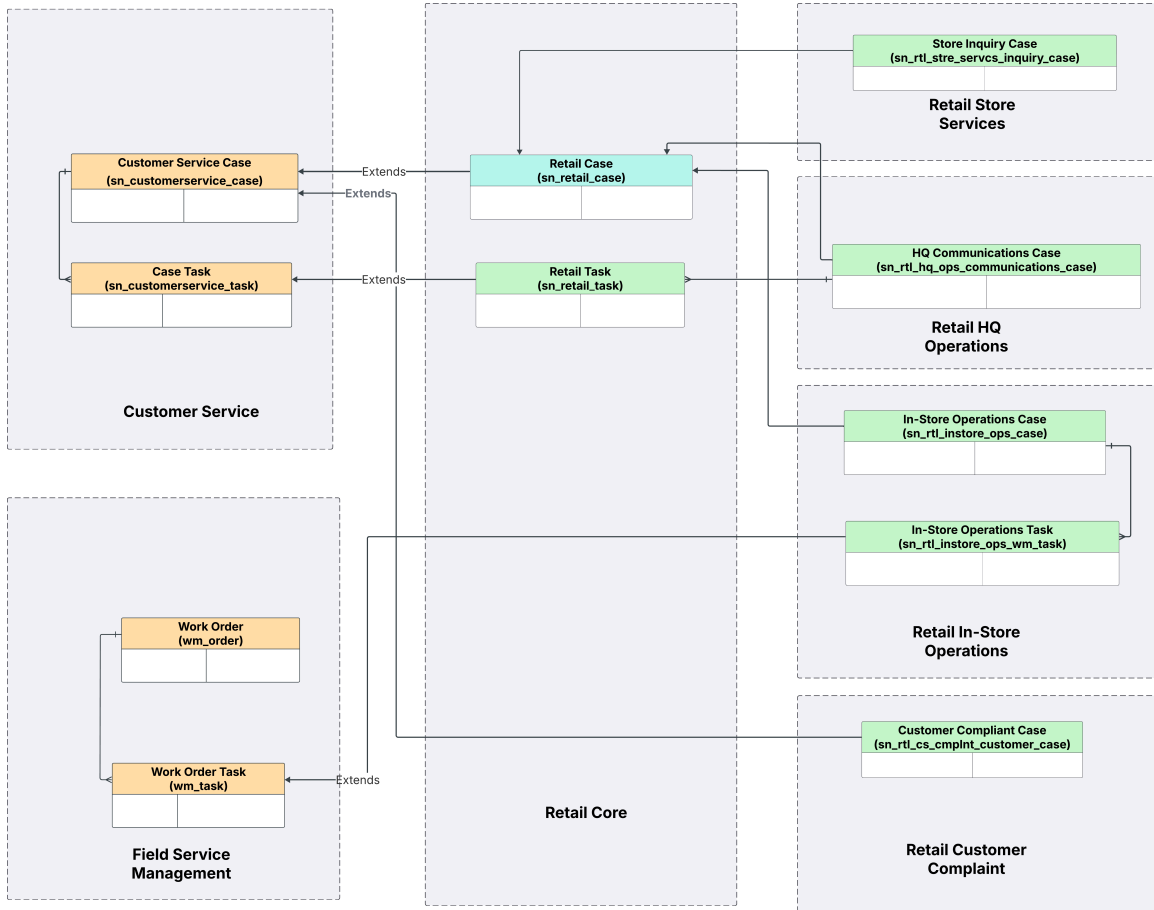 Store Inquiry Case
(sn_rtl_stre_servcs_inquiry_case)
Retail Store
Services
Customer Service Case
(sn_customerservice_case)
Extends
Retail Case
(sn_retail_case)
Extends
HQ Communications Case
(sn_rtl_hq_ops_communications_case)
Case Task
(sn_customerservice_task)
Extends
Retail Task
(sn_retail_task)
Retail HQ
Operations
Customer Service
In-Store Operations Case
(sn_rtl_instore_ops_case)
In-Store Operations Task
(sn_rtl_instore_ops_wm_task)
Work Order
(wm_order)
Retail In-Store
Operations
Customer Compliant Case
(sn_rtl_cs_cmplnt_customer_case)
Work Order Task
(wm_task)
Extends
Retail Core
Field Service
Management
Retail Customer
Complaint